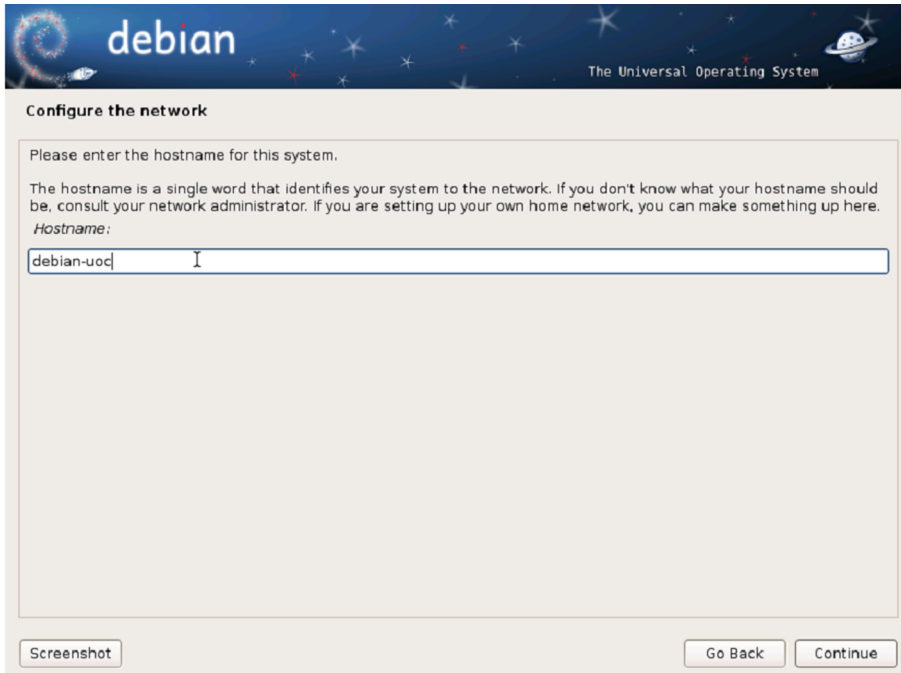 debian
The Universal Operating System
Configure the network
Please enter the hostname for this system.
The hostname is a single word that identifies your system to the network. If you don't know what your hostname should
be, consult your network administrator. If you are setting up your own home network, you can make something up here.
Hostname:
debian-uoc
Screenshot
Go Back
Continue